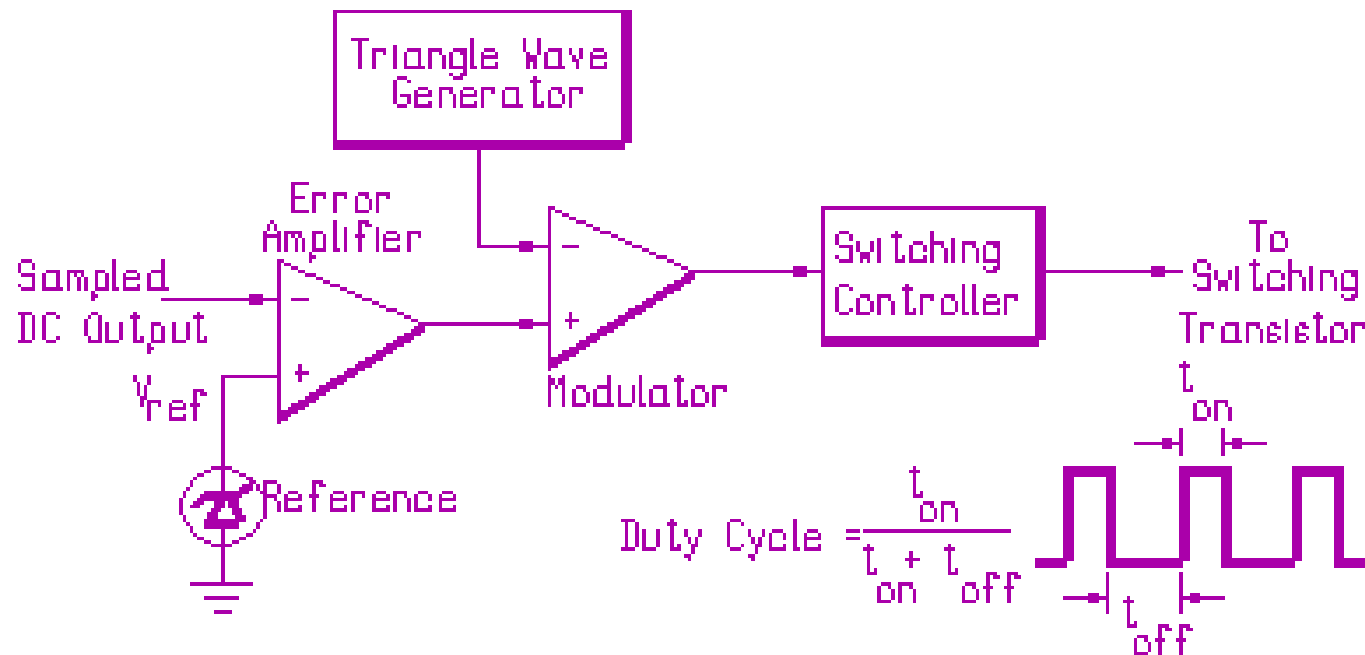 Triangle Wave
Generator
Error
Amplifier
Sampled
DC Output
−
+
Vref
Reference
−
+
Modulator
Switching
Controller
To
Switching
Transistor
ton
Duty Cycle = ton
ton + toff
toff